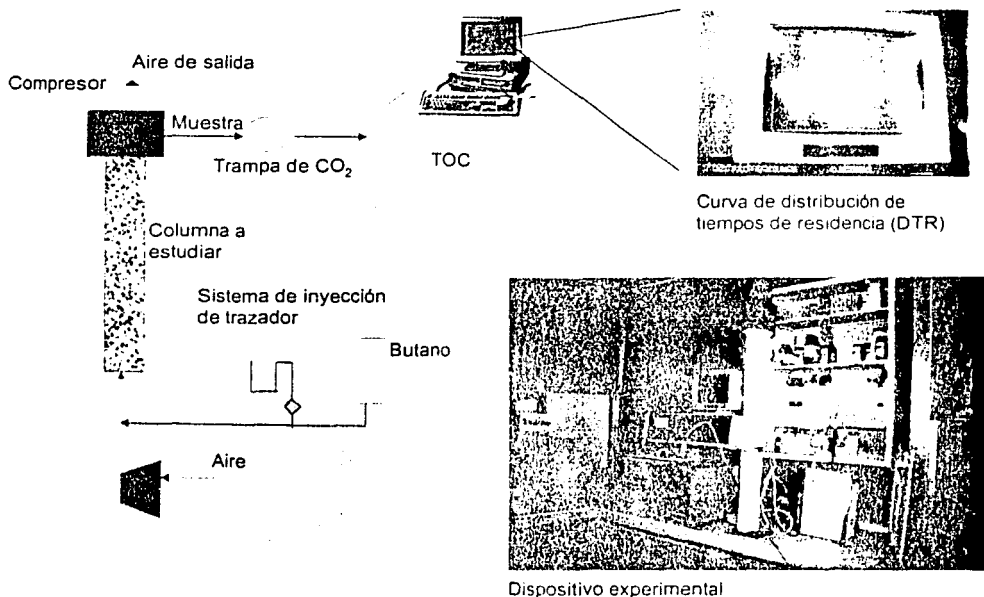 Aire de salida
Compresor
Muestra
Trampa de CO₂
TOC
Curva de distribución de
tiempos de residencia (DTR)
Columna a
estudiar
Sistema de inyección
de trazador
Butano
Aire
Dispositivo experimental